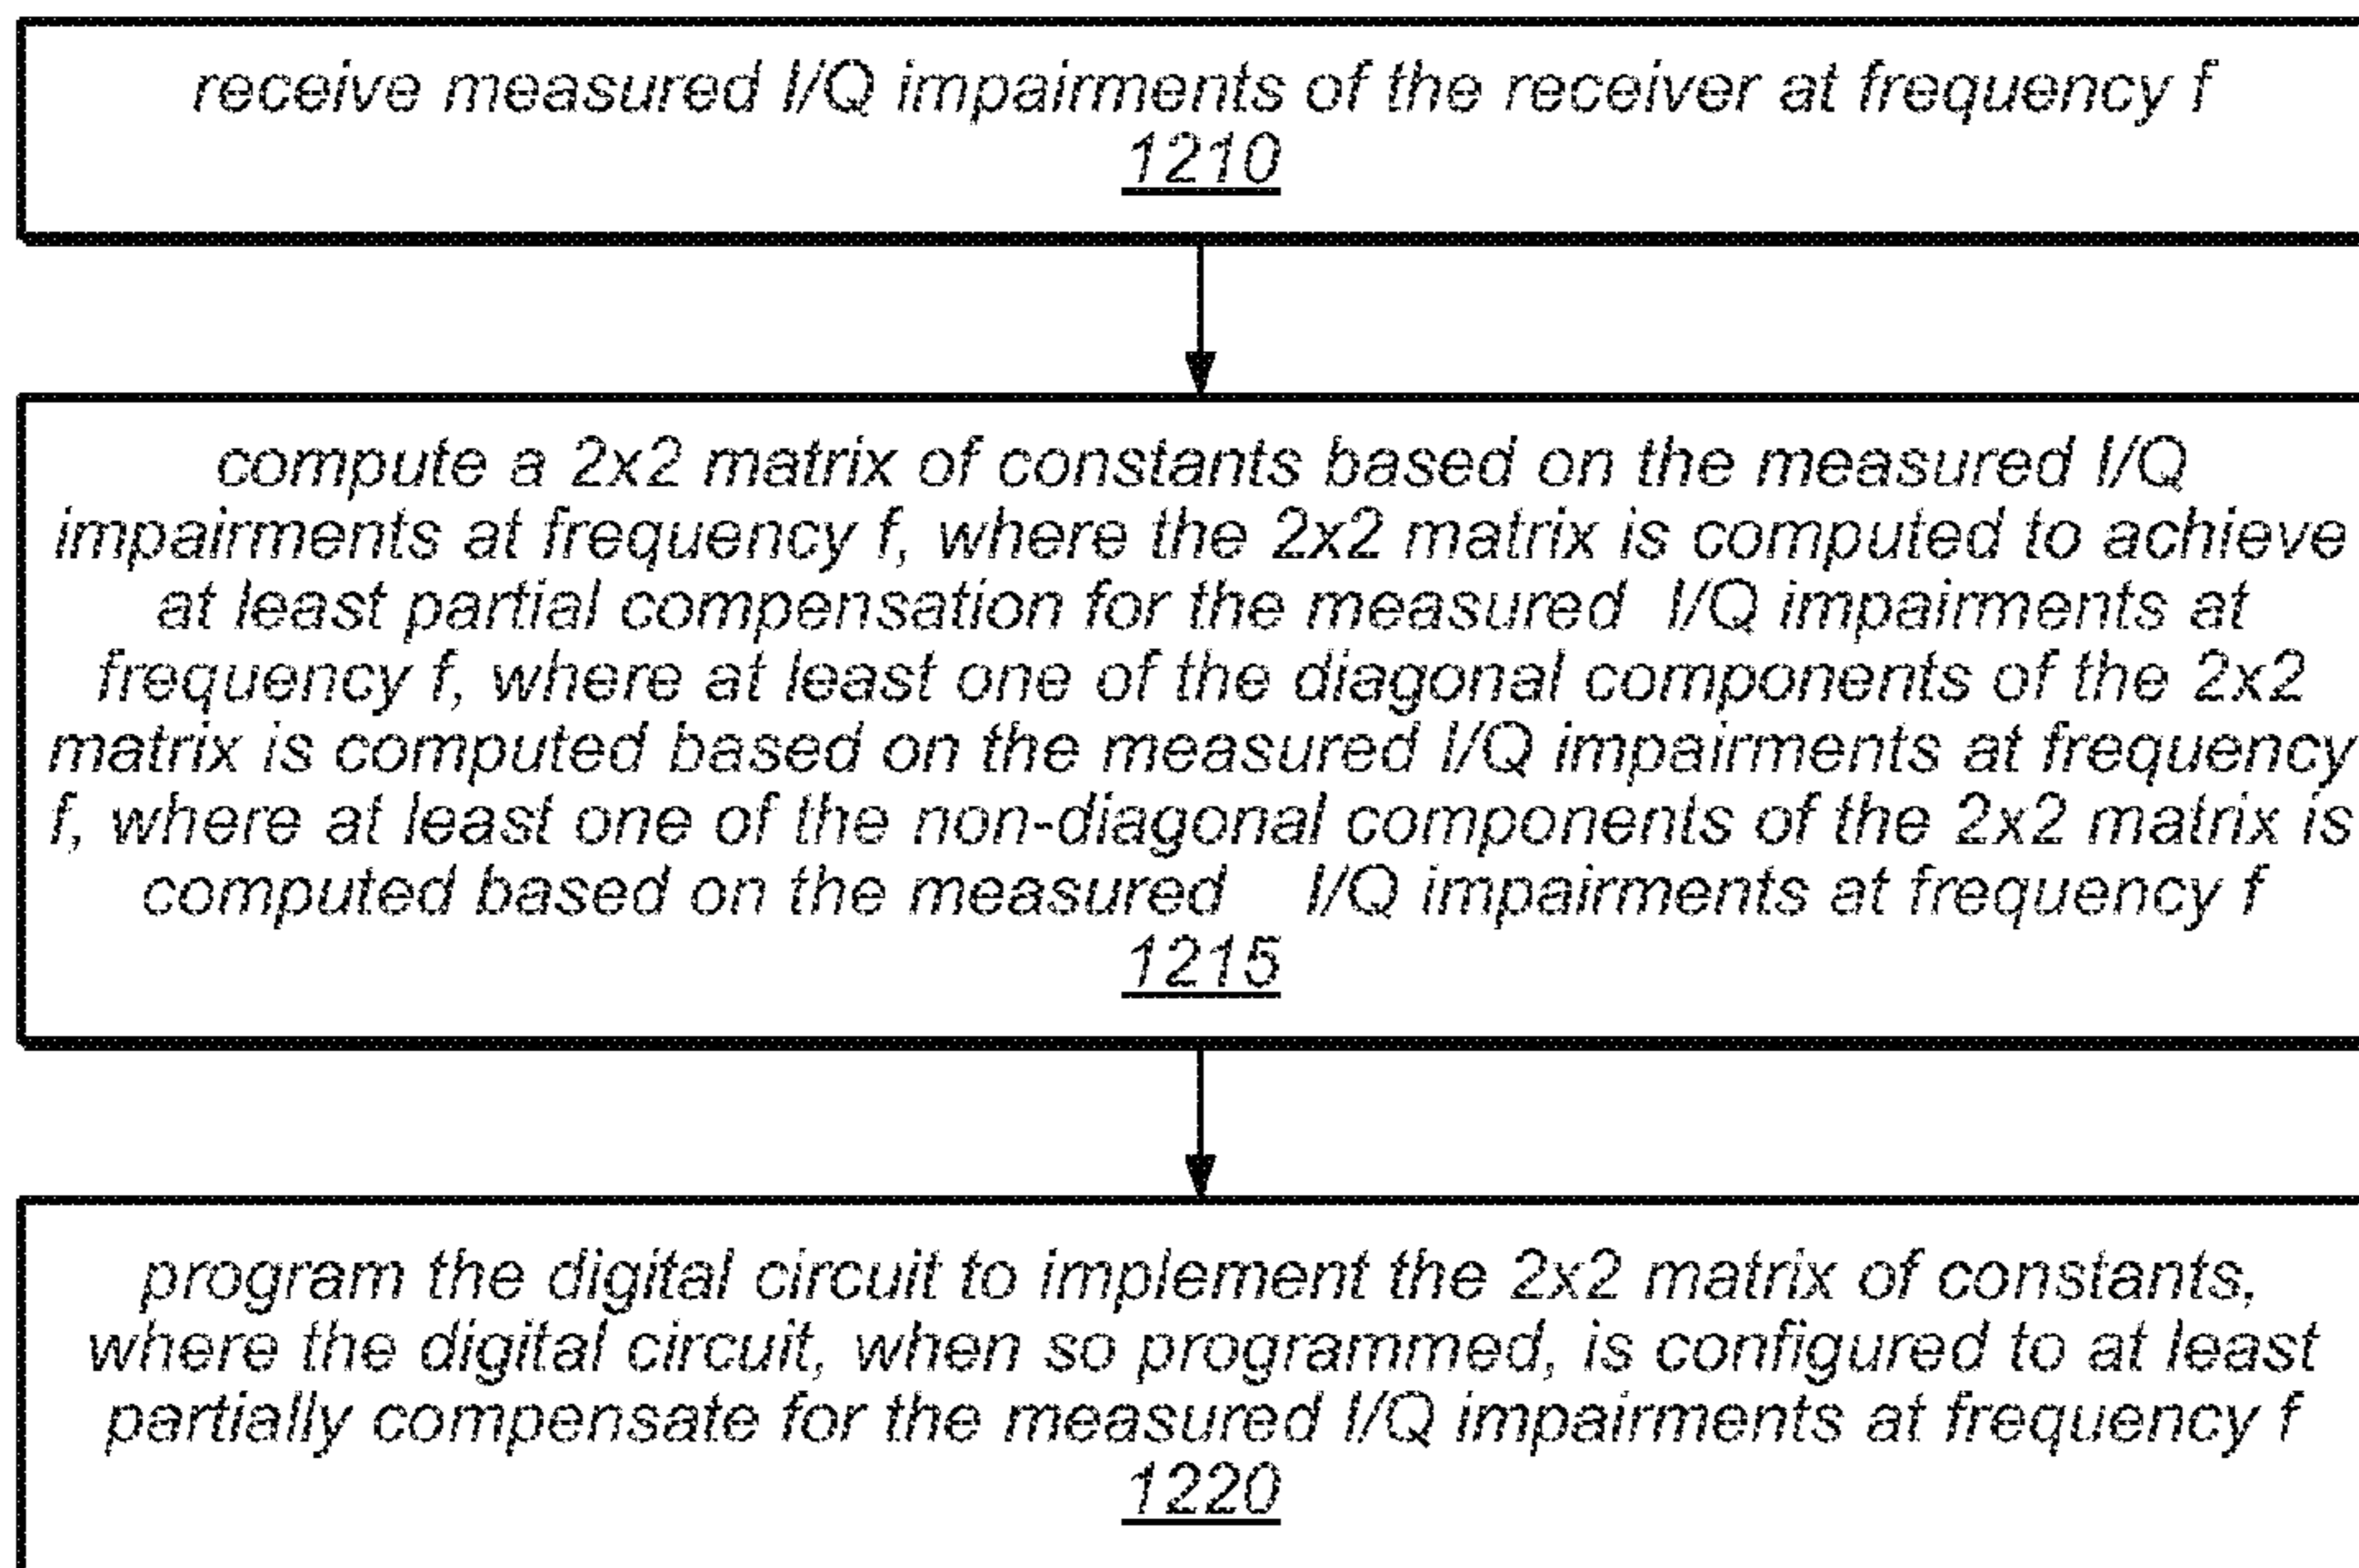 receive measured I/Q impairments of the receiver at frequency f
1210
compute a 2x2 matrix of constants based on the measured I/Q
impairments at frequency f, where the 2x2 matrix is computed to achieve
at least partial compensation for the measured I/Q impairments at
frequency f, where at least one of the diagonal components of the 2x2
matrix is computed based on the measured I/Q impairments at frequency
f, where at least one of the non-diagonal components of the 2x2 matrix is
computed based on the measured I/Q impairments at frequency f
1215
program the digital circuit to implement the 2x2 matrix of constants,
where the digital circuit, when so programmed, is configured to at least
partially compensate for the measured I/Q impairments at frequency f
1220